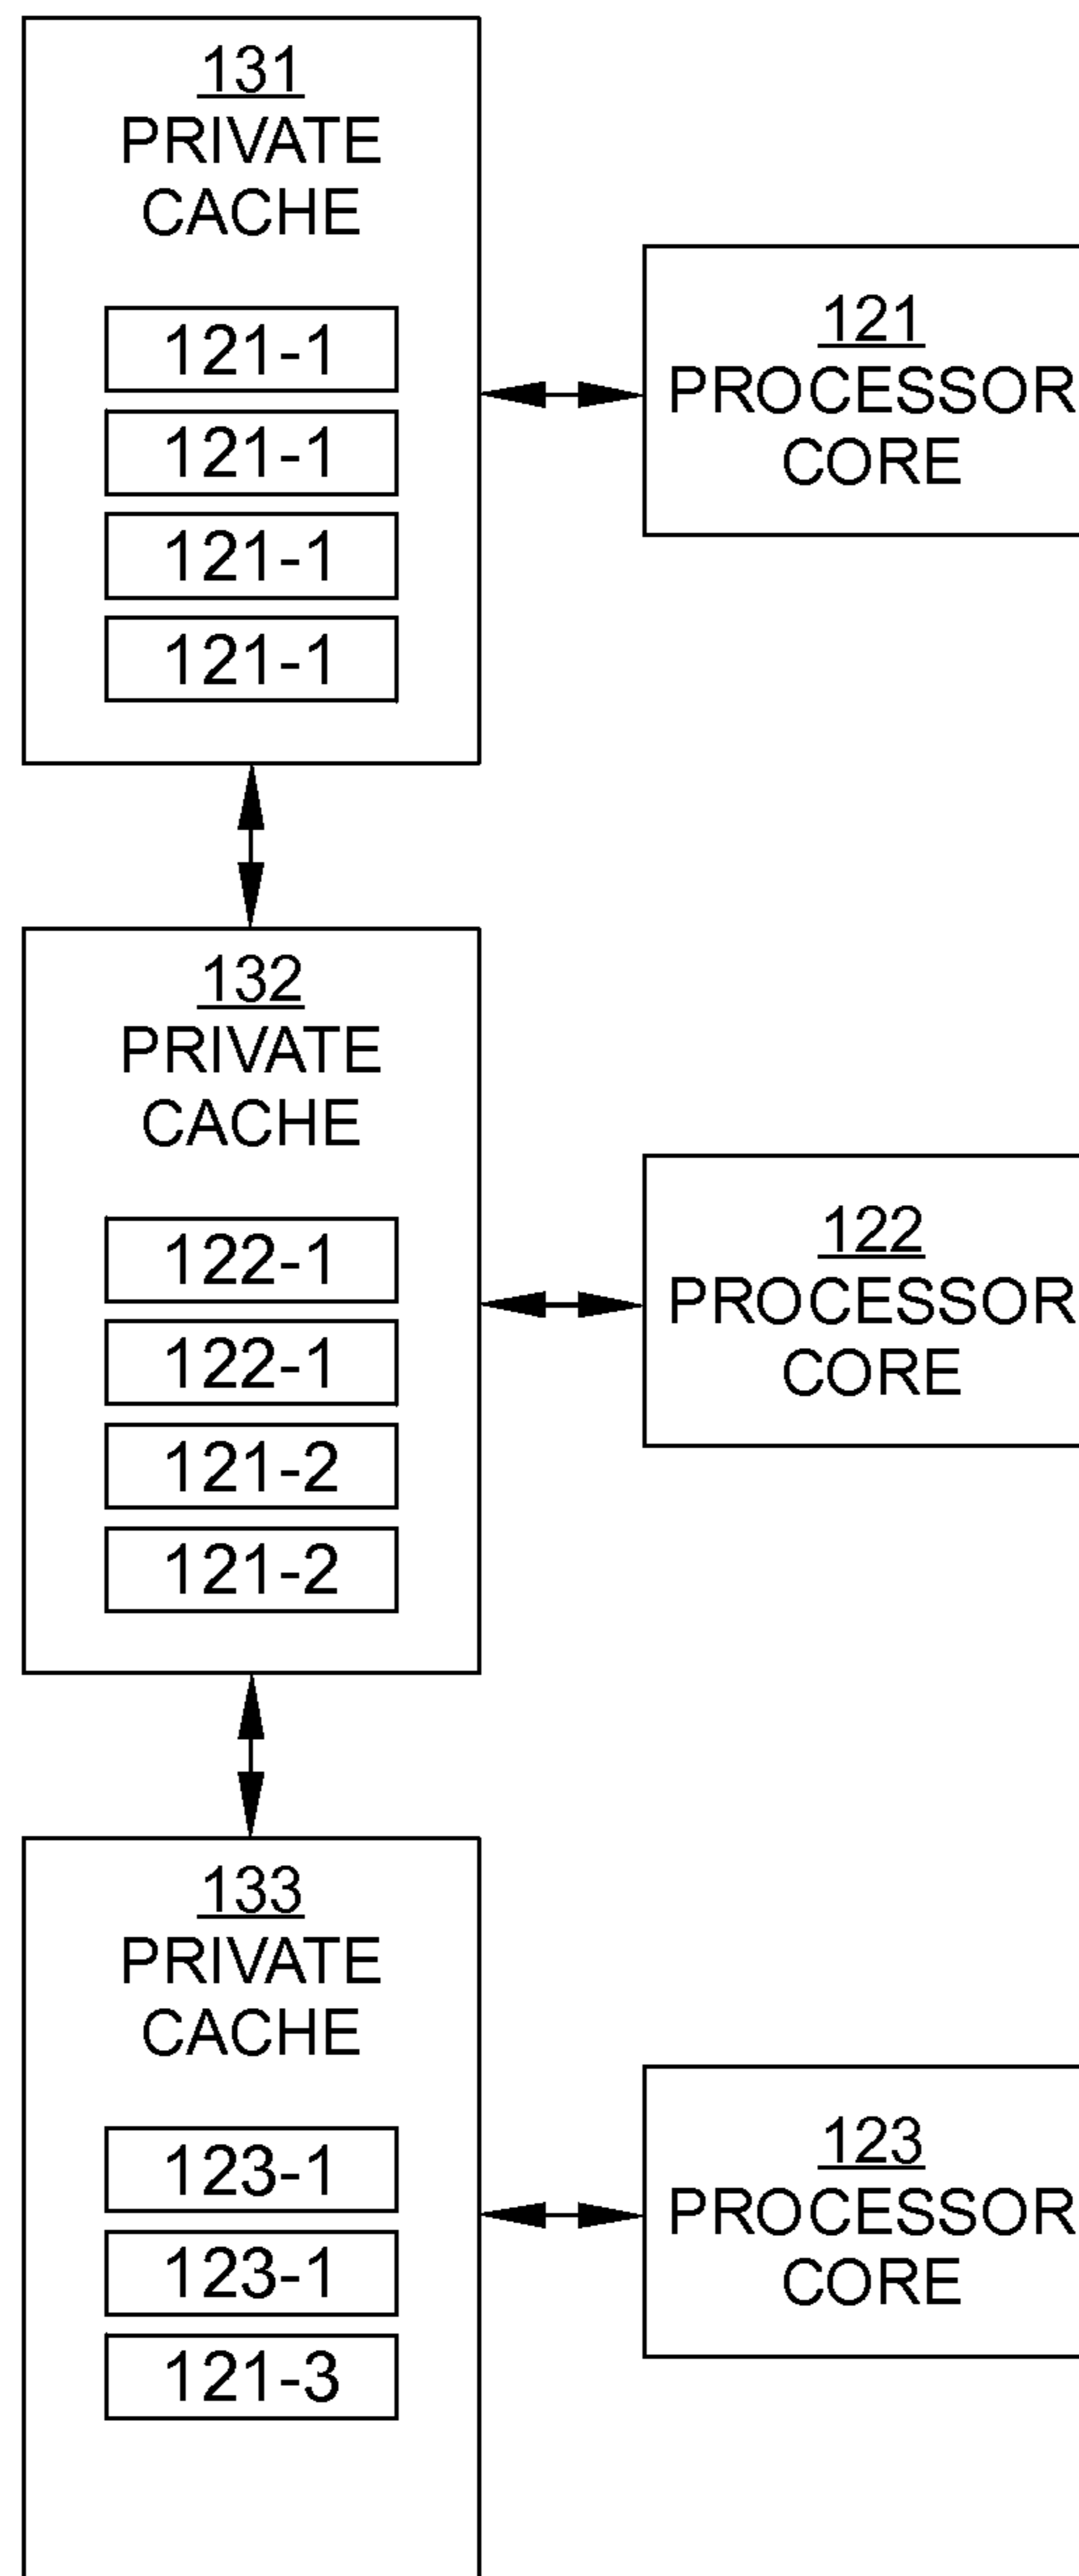 131
PRIVATE
CACHE
121-1
121-1
121-1
121-1
121
PROCESSOR
CORE
132
PRIVATE
CACHE
122-1
122-1
121-2
121-2
122
PROCESSOR
CORE
133
PRIVATE
CACHE
123-1
123-1
121-3
123
PROCESSOR
CORE